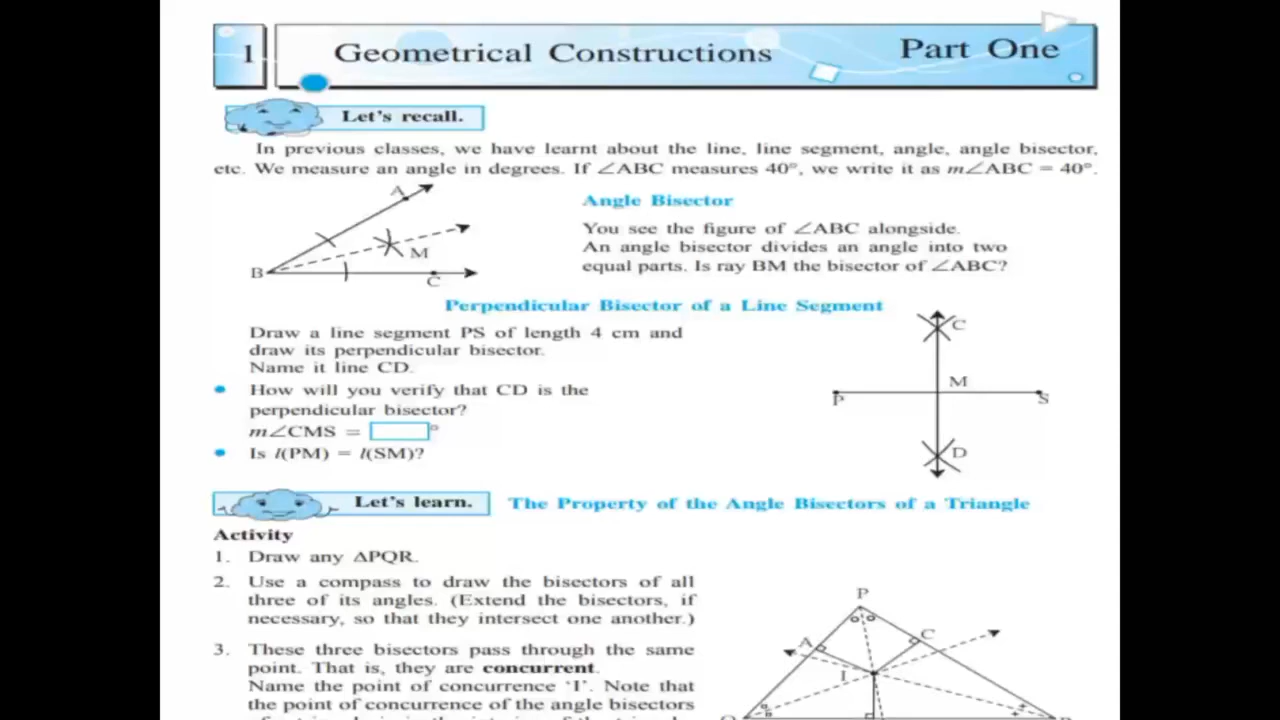 1 Geometrical Constructions Part One
Let's recall.
In previous classes, we have learnt about the line, line segment, angle, angle bisector,
etc. We measure an angle in degrees. If ∠ABC measures 40°, we write it as m∠ABC = 40°.
A
B
M
C
Angle Bisector
You see the figure of ∠ABC alongside.
An angle bisector divides an angle into two
equal parts. Is ray BM the bisector of ∠ABC?
Perpendicular Bisector of a Line Segment
Draw a line segment PS of length 4 cm and
draw its perpendicular bisector.
Name it line CD.
• How will you verify that CD is the
perpendicular bisector?
m∠CMS = °
• Is l(PM) = l(SM)?
C
M
P
S
D
Let's learn. The Property of the Angle Bisectors of a Triangle
Activity
1. Draw any ΔPQR.
2. Use a compass to draw the bisectors of all
three of its angles. (Extend the bisectors, if
necessary, so that they intersect one another.)
3. These three bisectors pass through the same
point. That is, they are concurrent.
Name the point of concurrence 'I'. Note that
the point of concurrence of the angle bisectors
P
A
C
I